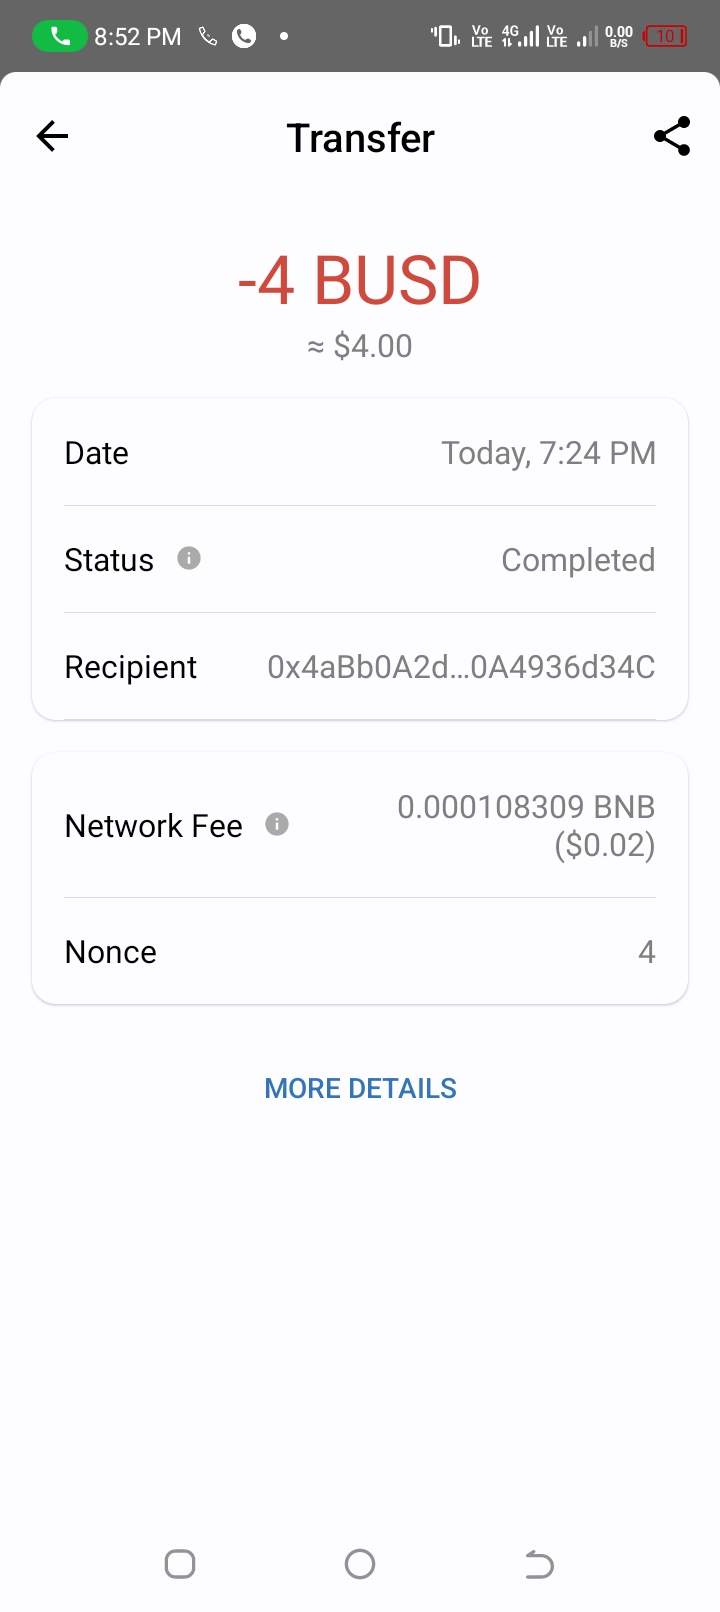 8:52 PM
Vo LTE 4G Vo LTE 0.00 B/S 10
Transfer
-4 BUSD
≈ $4.00
Date Today, 7:24 PM
Status Completed
Recipient 0x4aBb0A2d...0A4936d34C
Network Fee 0.000108309 BNB
($0.02)
Nonce 4
MORE DETAILS